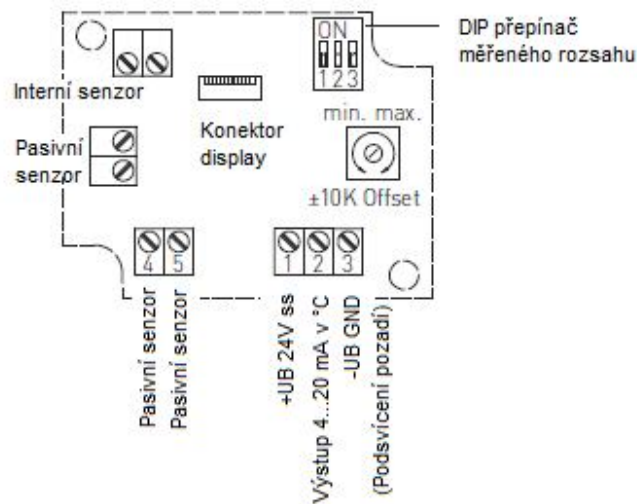 ON
1 2 3
DIP přepínač
měřeného rozsahu
Interní senzor
Konektor
display
min. max.
±10K Offset
Pasivní
senzor
4 5
1 2 3
Pasivní senzor
Pasivní senzor
+UB 24V ss
Výstup 4...20 mA v °C
-UB GND
(Podsvícení pozadí)